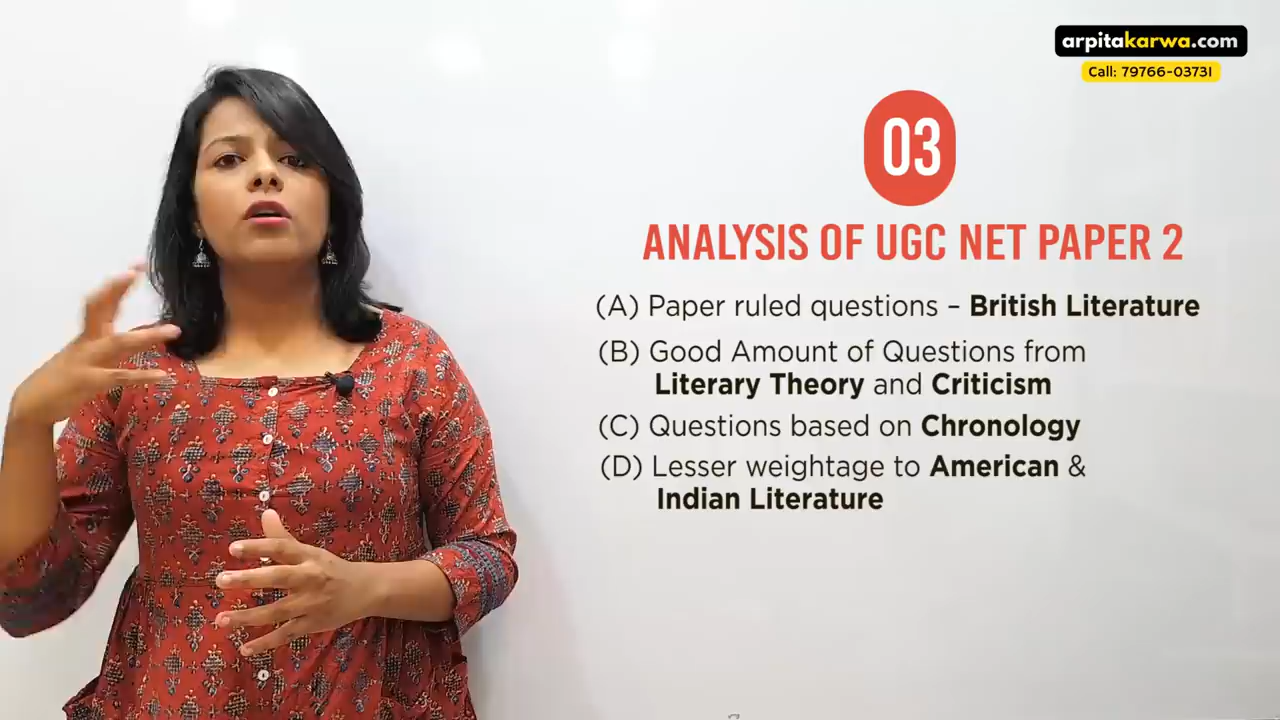 arpitakarwa.com
Call: 79766-03731
03
ANALYSIS OF UGC NET PAPER 2
(A) Paper ruled questions – British Literature
(B) Good Amount of Questions from
Literary Theory and Criticism
(C) Questions based on Chronology
(D) Lesser weightage to American &
Indian Literature